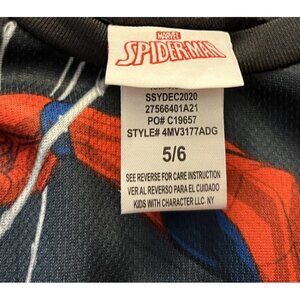 MARVEL
SPIDER-MAN
SSYDEC2020
27566401A21
PO# C19657
STYLE# 4MV3177ADG
5/6
SEE REVERSE FOR CARE INSTRUCTION
VER AL REVERSO PARA EL CUIDADO
KIDS WITH CHARACTER LLC· NY